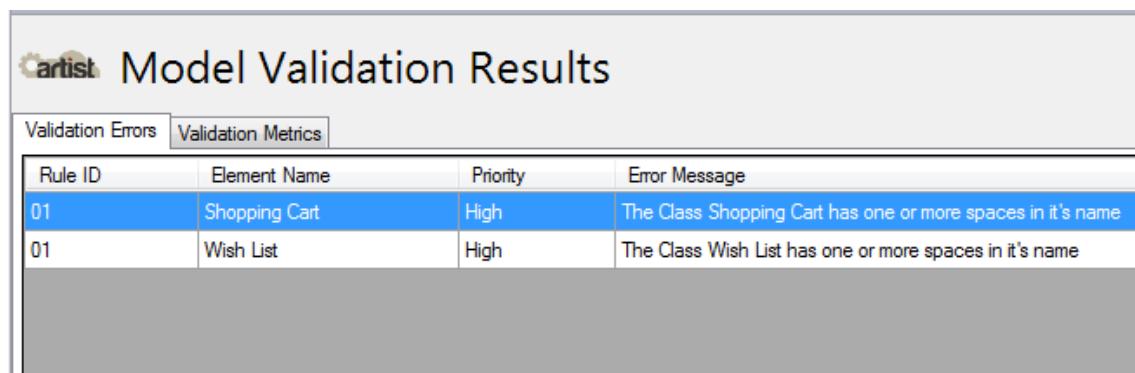 artist Model Validation Results
Validation Errors Validation Metrics
Rule ID Element Name Priority Error Message
01 Shopping Cart High The Class Shopping Cart has one or more spaces in it's name
01 Wish List High The Class Wish List has one or more spaces in it's name